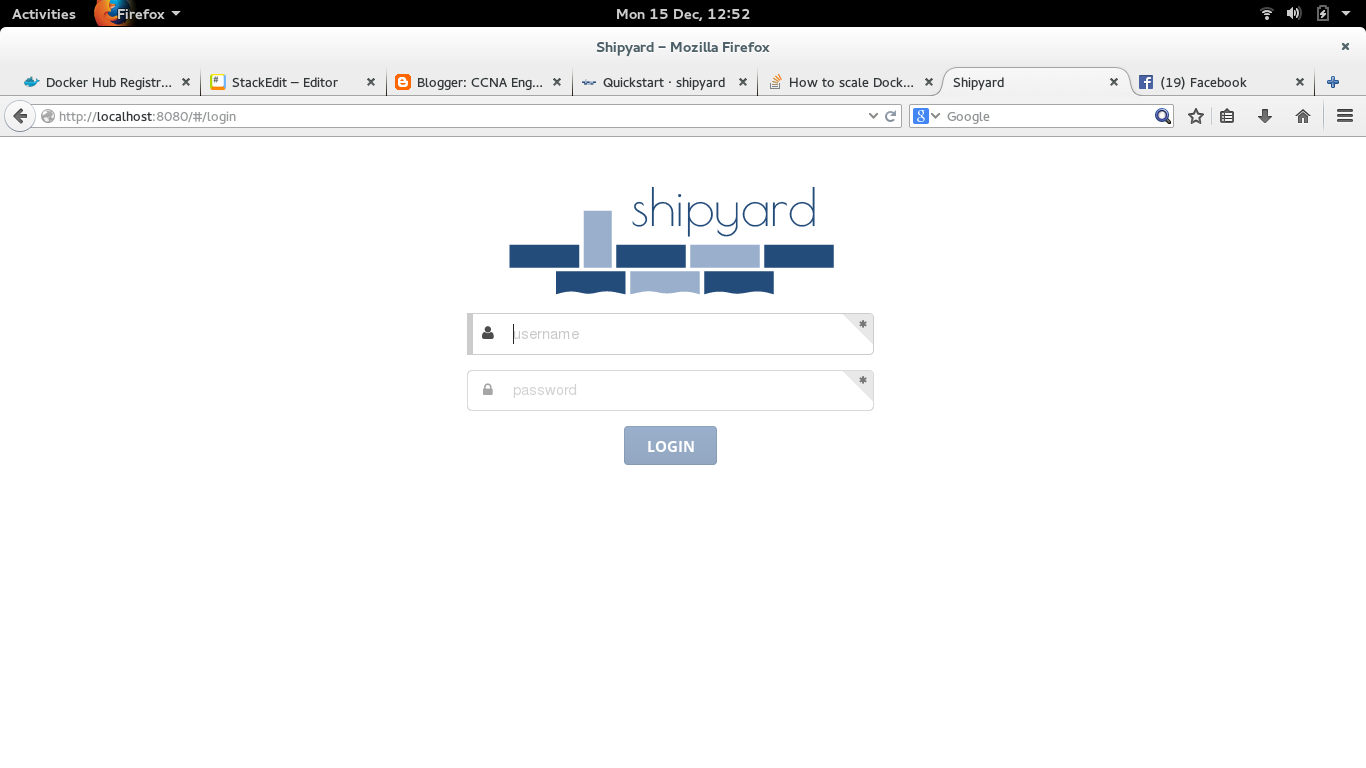 Activities Firefox Mon 15 Dec, 12:52
Shipyard – Mozilla Firefox
Docker Hub Registr... StackEdit – Editor Blogger: CCNA Eng... Quickstart · shipyard How to scale Dock... Shipyard (19) Facebook
http://localhost:8080/#/login 8 Google
shipyard
username *
password *
LOGIN